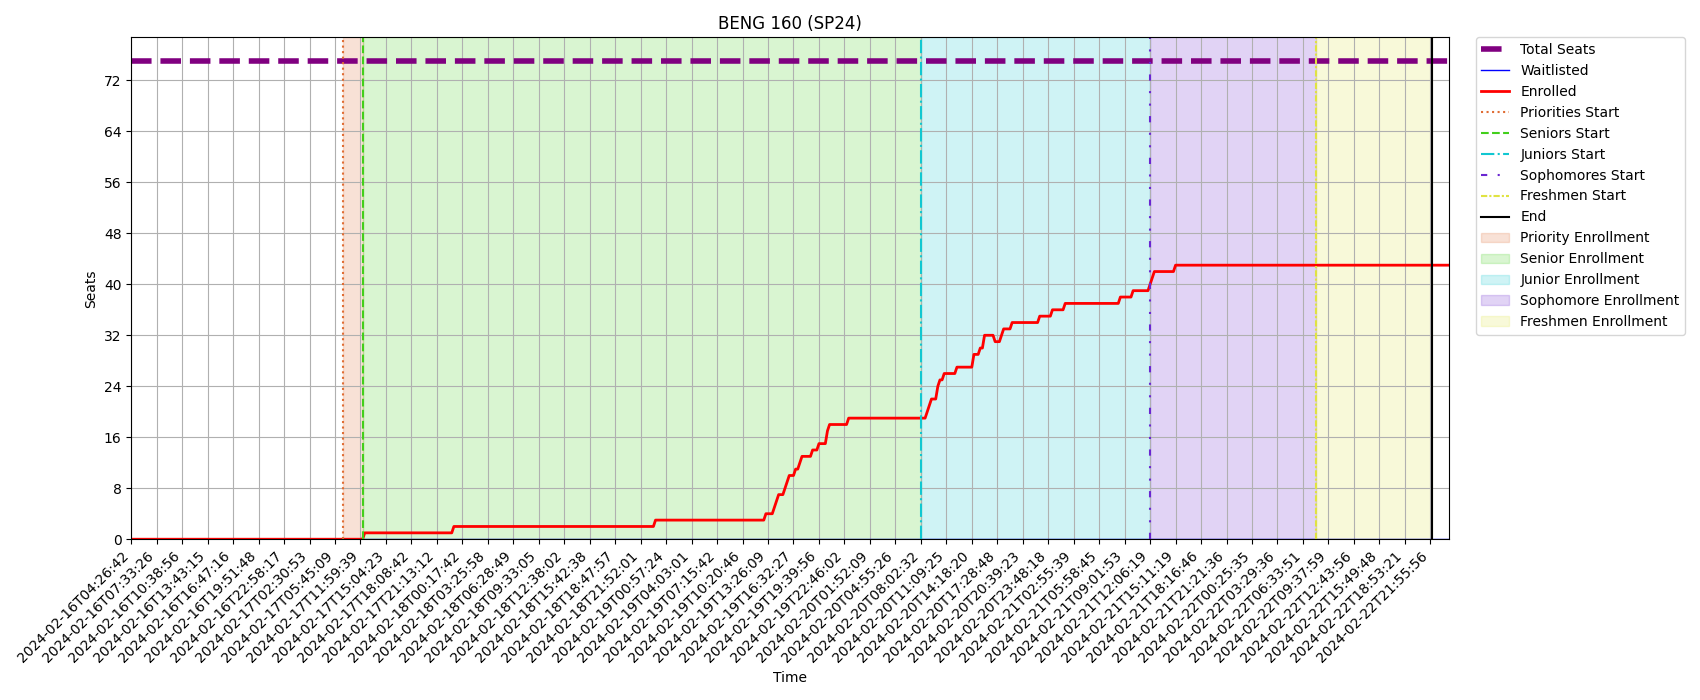 BENG 160 (SP24)
Total Seats
Waitlisted
Enrolled
Priorities Start
Seniors Start
Juniors Start
Sophomores Start
Freshmen Start
End
Priority Enrollment
Senior Enrollment
Junior Enrollment
Sophomore Enrollment
Freshmen Enrollment
Seats
72
64
56
48
40
32
24
16
8
0
2024-02-16T04:26:42
2024-02-16T07:33:26
2024-02-16T10:38:56
2024-02-16T13:43:15
2024-02-16T16:47:16
2024-02-16T19:51:48
2024-02-16T22:58:17
2024-02-17T02:30:53
2024-02-17T05:45:09
2024-02-17T11:59:39
2024-02-17T15:04:23
2024-02-17T18:08:42
2024-02-17T21:13:12
2024-02-18T00:17:42
2024-02-18T03:25:58
2024-02-18T06:28:49
2024-02-18T09:33:05
2024-02-18T12:38:02
2024-02-18T15:42:38
2024-02-18T18:47:57
2024-02-18T21:52:01
2024-02-19T00:57:24
2024-02-19T04:03:01
2024-02-19T07:15:42
2024-02-19T10:20:46
2024-02-19T13:26:09
2024-02-19T16:32:27
2024-02-19T19:39:56
2024-02-19T22:46:02
2024-02-20T01:52:09
2024-02-20T04:55:26
2024-02-20T08:02:32
2024-02-20T11:09:25
2024-02-20T14:18:20
2024-02-20T17:28:48
2024-02-20T20:39:23
2024-02-20T23:48:18
2024-02-21T02:55:39
2024-02-21T05:58:45
2024-02-21T09:01:53
2024-02-21T12:06:19
2024-02-21T15:11:19
2024-02-21T18:16:46
2024-02-21T21:21:36
2024-02-22T00:25:35
2024-02-22T03:29:36
2024-02-22T06:33:51
2024-02-22T09:37:59
2024-02-22T12:43:56
2024-02-22T15:49:48
2024-02-22T18:53:21
2024-02-22T21:55:56
Time